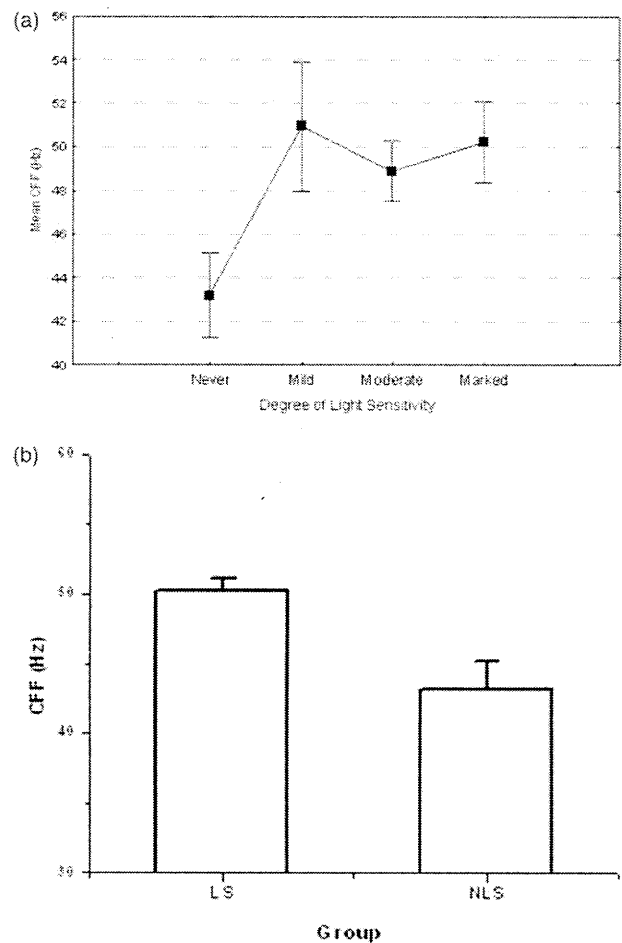 (a)
56
54
52
50
48
46
44
42
40
Mean CFF (Hz)
Never Mild Moderate Marked
Degree of Light Sensitivity
(b)
60
50
40
30
CFF (Hz)
LS NLS
Group